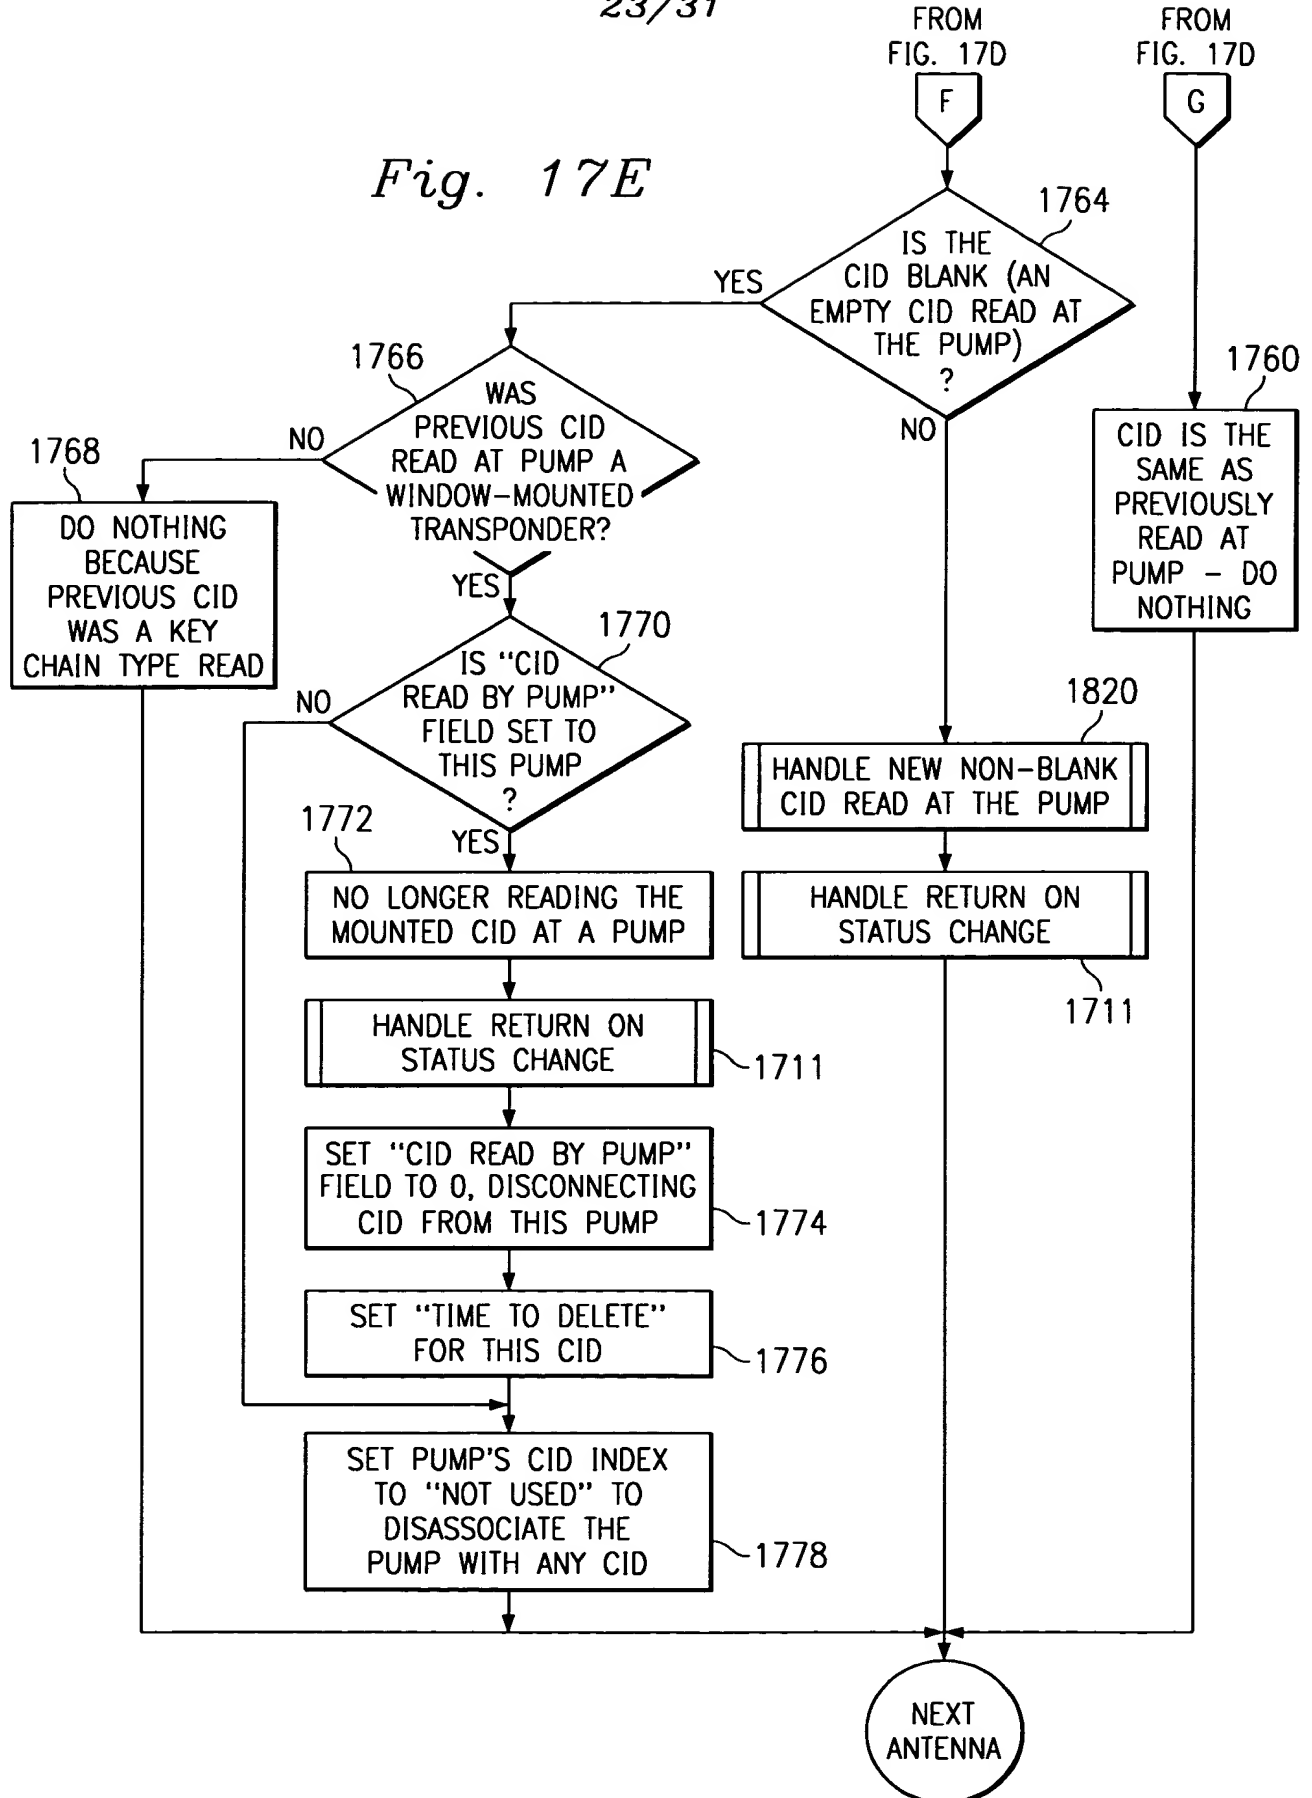 23/31
FROM
FIG. 17D
F
FROM
FIG. 17D
G
Fig. 17E
1764
IS THE
CID BLANK (AN
EMPTY CID READ AT
THE PUMP)
?
YES
NO
1766
WAS
PREVIOUS CID
READ AT PUMP A
WINDOW-MOUNTED
TRANSPONDER?
NO
YES
1768
DO NOTHING
BECAUSE
PREVIOUS CID
WAS A KEY
CHAIN TYPE READ
1760
CID IS THE
SAME AS
PREVIOUSLY
READ AT
PUMP – DO
NOTHING
1770
IS “CID
READ BY PUMP”
FIELD SET TO
THIS PUMP
?
NO
YES
1820
HANDLE NEW NON-BLANK
CID READ AT THE PUMP
1772
NO LONGER READING THE
MOUNTED CID AT A PUMP
HANDLE RETURN ON
STATUS CHANGE
1711
HANDLE RETURN ON
STATUS CHANGE
1711
SET “CID READ BY PUMP”
FIELD TO 0, DISCONNECTING
CID FROM THIS PUMP
1774
SET “TIME TO DELETE”
FOR THIS CID
1776
SET PUMP'S CID INDEX
TO “NOT USED” TO
DISASSOCIATE THE
PUMP WITH ANY CID
1778
NEXT
ANTENNA